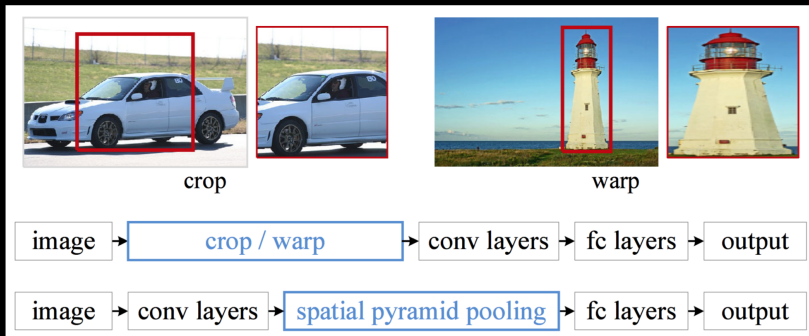 crop
warp
image crop / warp conv layers fc layers output
image conv layers spatial pyramid pooling fc layers output